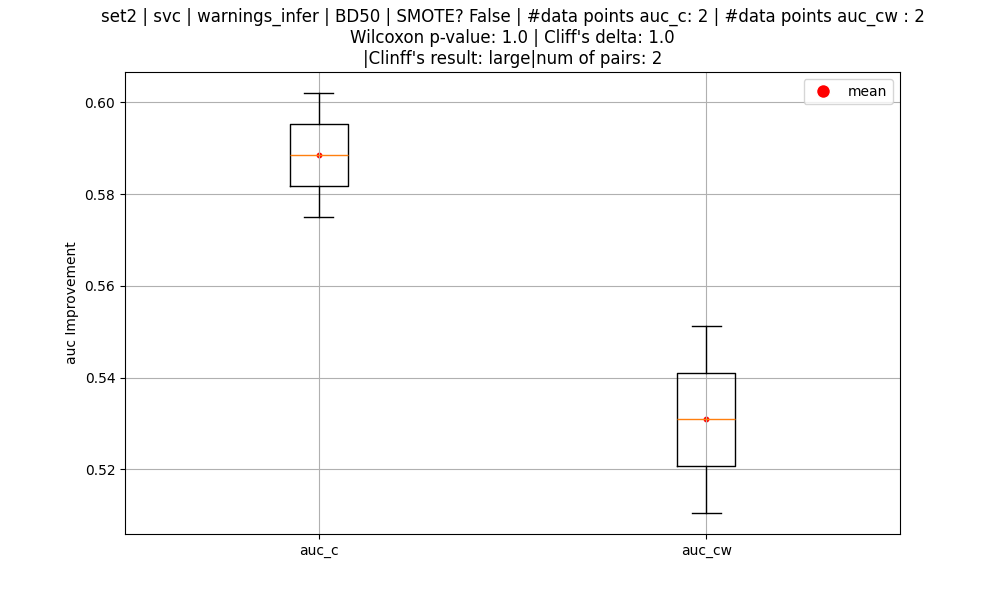 set2 | svc | warnings_infer | BD50 | SMOTE? False | #data points auc_c: 2 | #data points auc_cw : 2
Wilcoxon p-value: 1.0 | Cliff's delta: 1.0
|Clinff's result: large|num of pairs: 2
mean
0.60
0.58
0.56
0.54
0.52
auc Improvement
auc_c
auc_cw